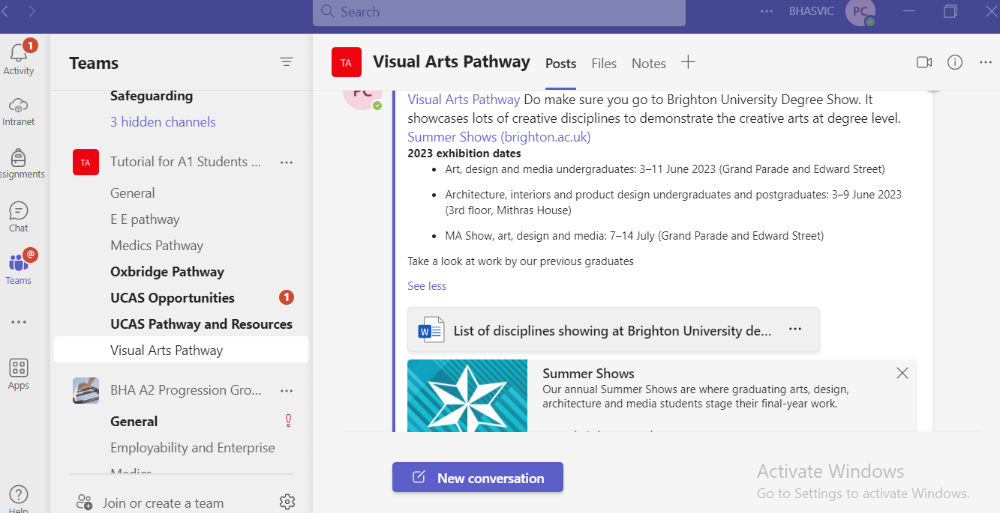 Search
BHASVIC
PC
1
Activity
Intranet
ssignments
Chat
@
Teams
Apps
Help
Teams
Safeguarding
3 hidden channels
TA
Tutorial for A1 Students ...
General
E E pathway
Medics Pathway
Oxbridge Pathway
UCAS Opportunities
1
UCAS Pathway and Resources
Visual Arts Pathway
BHA A2 Progression Gro...
General
Employability and Enterprise
Medics
Join or create a team
TA
Visual Arts Pathway
Posts
Files
Notes
PC
Visual Arts Pathway Do make sure you go to Brighton University Degree Show. It
showcases lots of creative disciplines to demonstrate the creative arts at degree level.
Summer Shows (brighton.ac.uk)
2023 exhibition dates
• Art, design and media undergraduates: 3–11 June 2023 (Grand Parade and Edward Street)
• Architecture, interiors and product design undergraduates and postgraduates: 3–9 June 2023
(3rd floor, Mithras House)
• MA Show, art, design and media: 7–14 July (Grand Parade and Edward Street)
Take a look at work by our previous graduates
See less
W
List of disciplines showing at Brighton University de...
Summer Shows
Our annual Summer Shows are where graduating arts, design,
architecture and media students stage their final-year work.
New conversation
Activate Windows
Go to Settings to activate Windows.